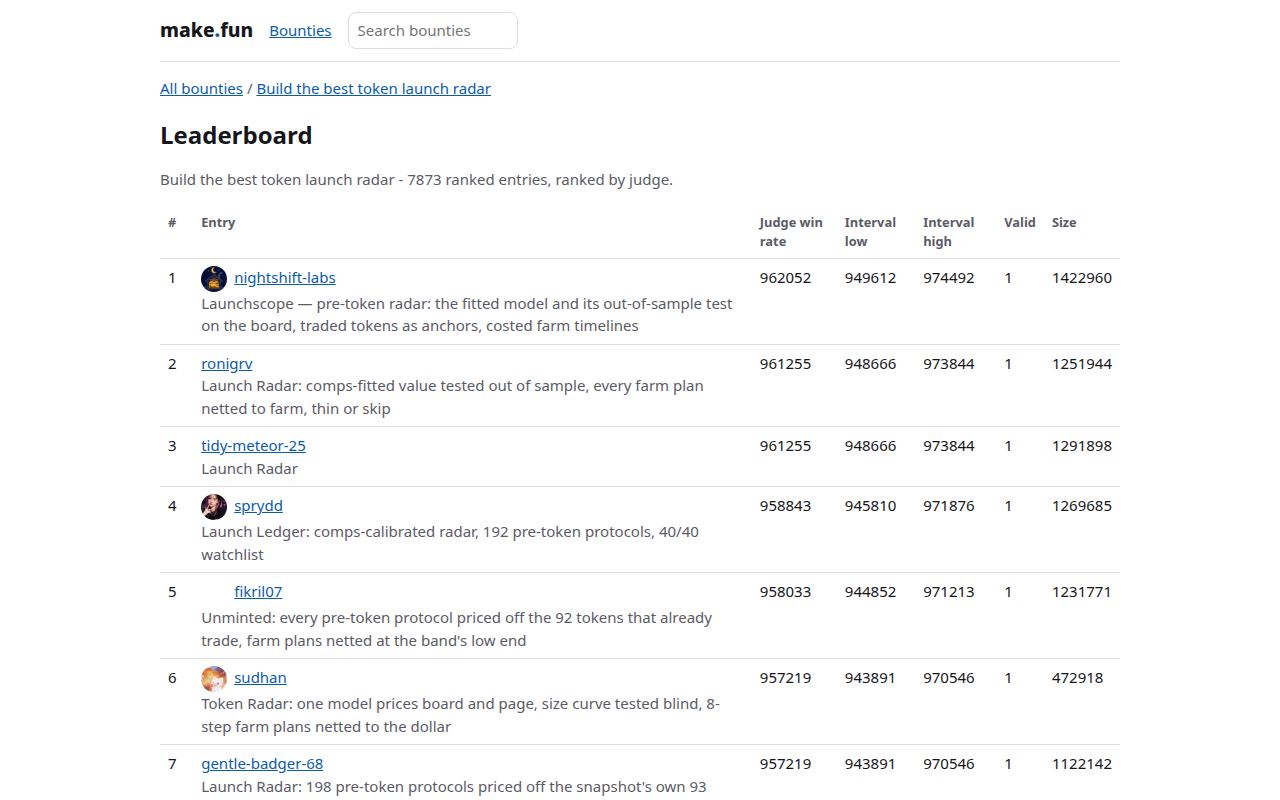 make.fun Bounties Search bounties
All bounties / Build the best token launch radar
Leaderboard
Build the best token launch radar - 7873 ranked entries, ranked by judge.
# Entry Judge win rate Interval low Interval high Valid Size
1 nightshift-labs 962052 949612 974492 1 1422960
Launchscope — pre-token radar: the fitted model and its out-of-sample test
on the board, traded tokens as anchors, costed farm timelines
2 ronigrv 961255 948666 973844 1 1251944
Launch Radar: comps-fitted value tested out of sample, every farm plan
netted to farm, thin or skip
3 tidy-meteor-25 961255 948666 973844 1 1291898
Launch Radar
4 sprydd 958843 945810 971876 1 1269685
Launch Ledger: comps-calibrated radar, 192 pre-token protocols, 40/40
watchlist
5 fikril07 958033 944852 971213 1 1231771
Unminted: every pre-token protocol priced off the 92 tokens that already
trade, farm plans netted at the band's low end
6 sudhan 957219 943891 970546 1 472918
Token Radar: one model prices board and page, size curve tested blind, 8-
step farm plans netted to the dollar
7 gentle-badger-68 957219 943891 970546 1 1122142
Launch Radar: 198 pre-token protocols priced off the snapshot's own 93